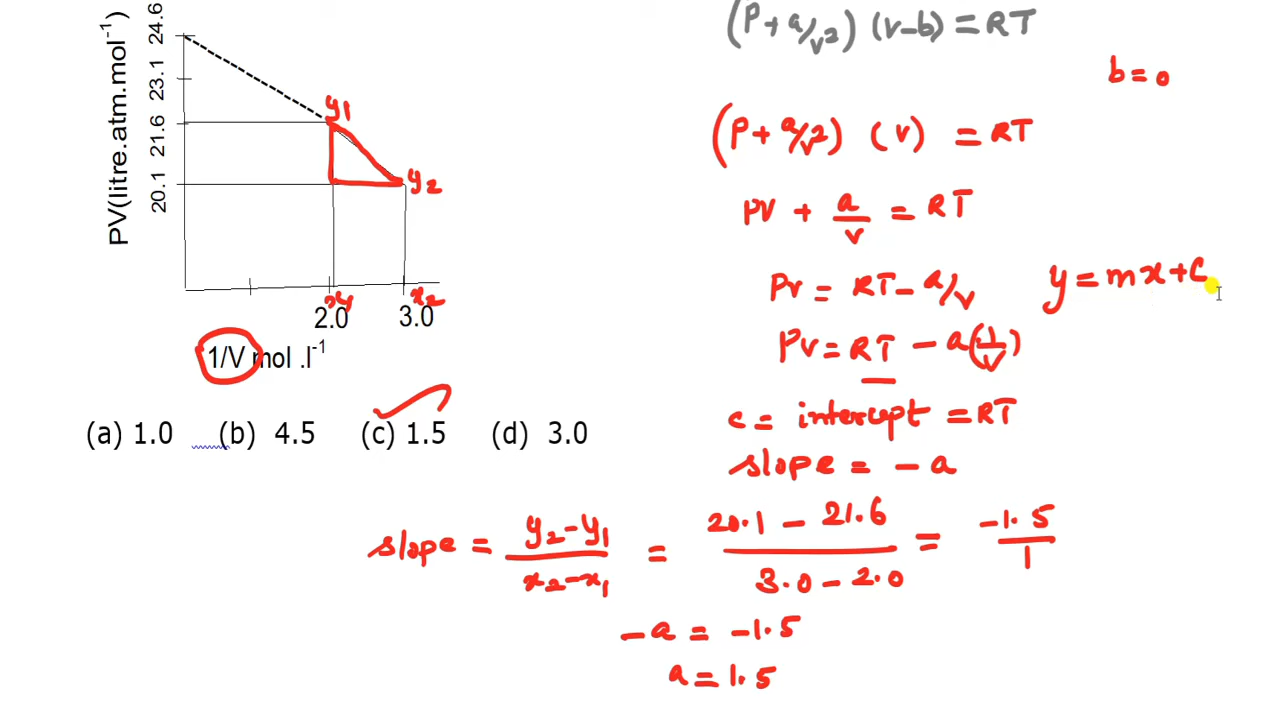 (P + a/v²) (v-b) = RT
b = 0
24.6
23.1
21.6
20.1
PV(litre.atm.mol⁻¹)
y1
y2
x1
x2
2.0
3.0
1/V mol .l⁻¹
(P + a/v2) (v) = RT
PV + a/v = RT
PV = RT - a/v
y = mx + c
PV = RT - a(1/v)
c = intercept = RT
slope = - a
(a) 1.0 (b) 4.5 (c) 1.5 (d) 3.0
slope = y2-y1/x2-x1 = 20.1 - 21.6/3.0 - 2.0 = -1.5/1
-a = -1.5
a = 1.5